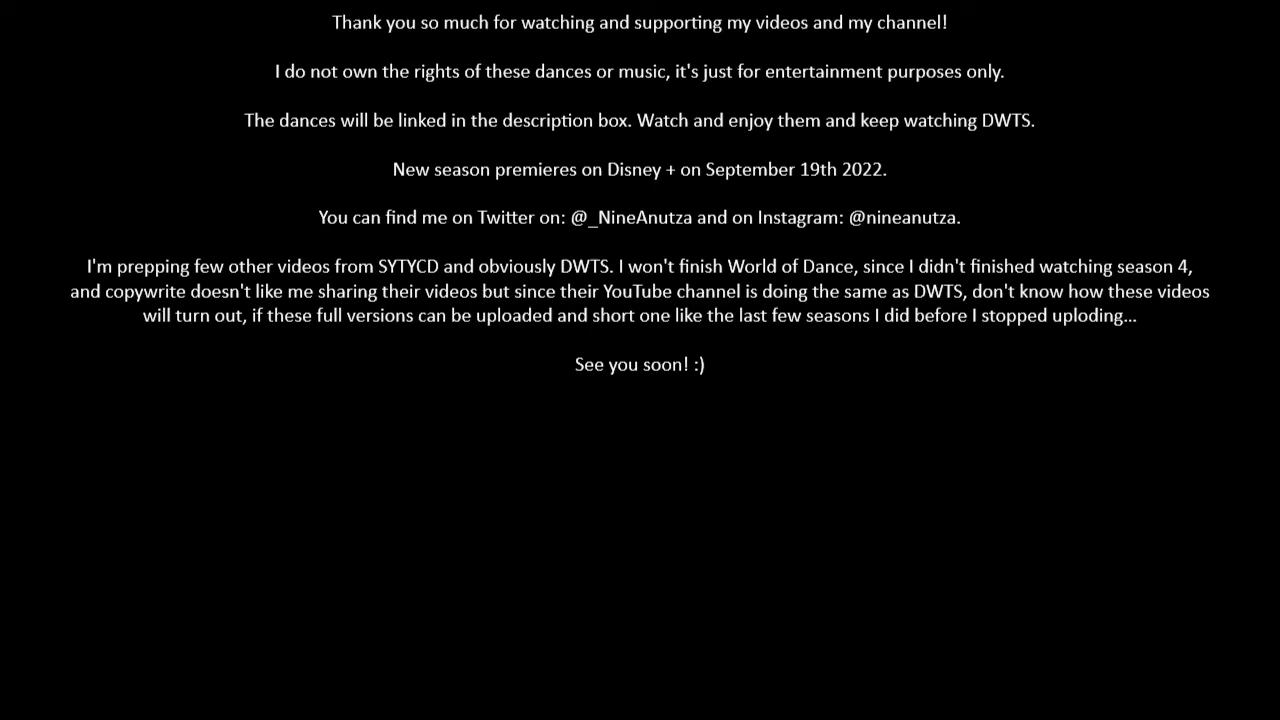 Thank you so much for watching and supporting my videos and my channel!
I do not own the rights of these dances or music, it's just for entertainment purposes only.
The dances will be linked in the description box. Watch and enjoy them and keep watching DWTS.
New season premieres on Disney + on September 19th 2022.
You can find me on Twitter on: @_NineAnutza and on Instagram: @nineanutza.
I'm prepping few other videos from SYTYCD and obviously DWTS. I won't finish World of Dance, since I didn't finished watching season 4,
and copywrite doesn't like me sharing their videos but since their YouTube channel is doing the same as DWTS, don't know how these videos
will turn out, if these full versions can be uploaded and short one like the last few seasons I did before I stopped uploding...
See you soon! :)